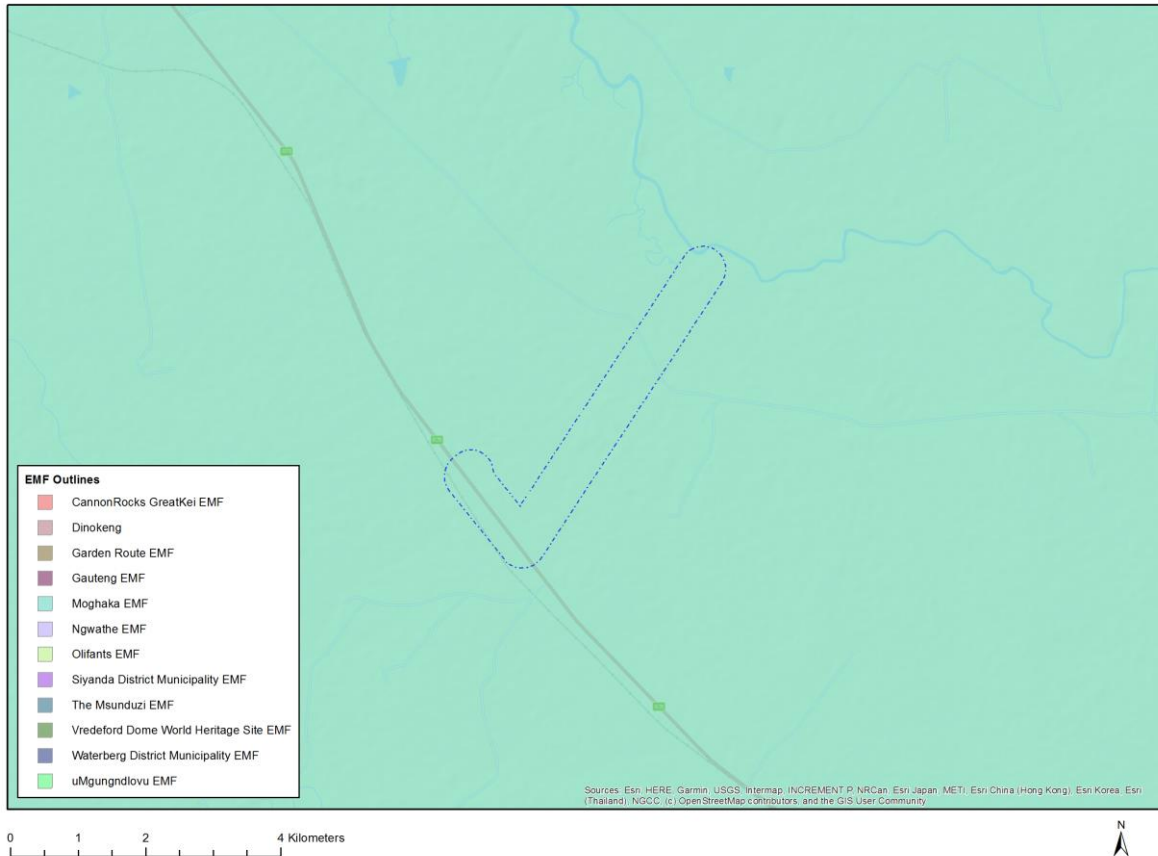 EMF Outlines
CannonRocks GreatKei EMF
Dinokeng
Garden Route EMF
Gauteng EMF
Moghaka EMF
Ngwathe EMF
Olifants EMF
Siyanda District Municipality EMF
The Msunduzi EMF
Vredeford Dome World Heritage Site EMF
Waterberg District Municipality EMF
uMgungndlovu EMF
Sources: Esri, HERE, Garmin, USGS, Intermap, INCREMENT P, NRCan, Esri Japan, METI, Esri China (Hong Kong), Esri Korea, Esri
(Thailand), NGCC, (c) OpenStreetMap contributors, and the GIS User Community
0 1 2 4 Kilometers
N